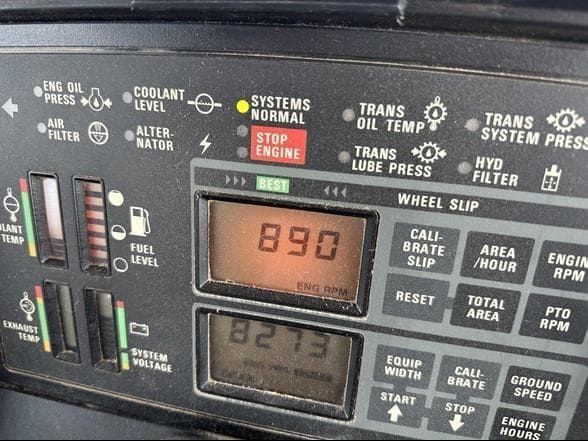 ENG OIL
PRESS
COOLANT
LEVEL
SYSTEMS
NORMAL
TRANS
OIL TEMP
TRANS
SYSTEM PRESS
AIR
FILTER
ALTER-
NATOR
STOP
ENGINE
TRANS
LUBE PRESS
HYD
FILTER
BEST
WHEEL SLIP
TEMP
FUEL
LEVEL
890
ENG RPM
CALI-
BRATE
SLIP
AREA
/HOUR
ENGIN
RPM
RESET
TOTAL
AREA
PTO
RPM
EXHAUST
TEMP
SYSTEM
VOLTAGE
8273
EQUIP
WIDTH
CALI-
BRATE
GROUND
SPEED
START
STOP
ENGINE
HOURS